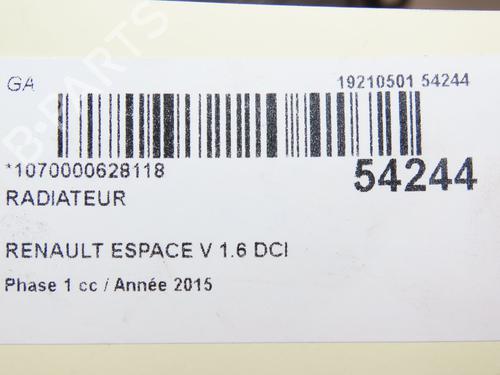 GA
19210501 54244
*1070000628118
54244
RADIATEUR
RENAULT ESPACE V 1.6 DCI
Phase 1 cc / Année 2015
B-PARTS